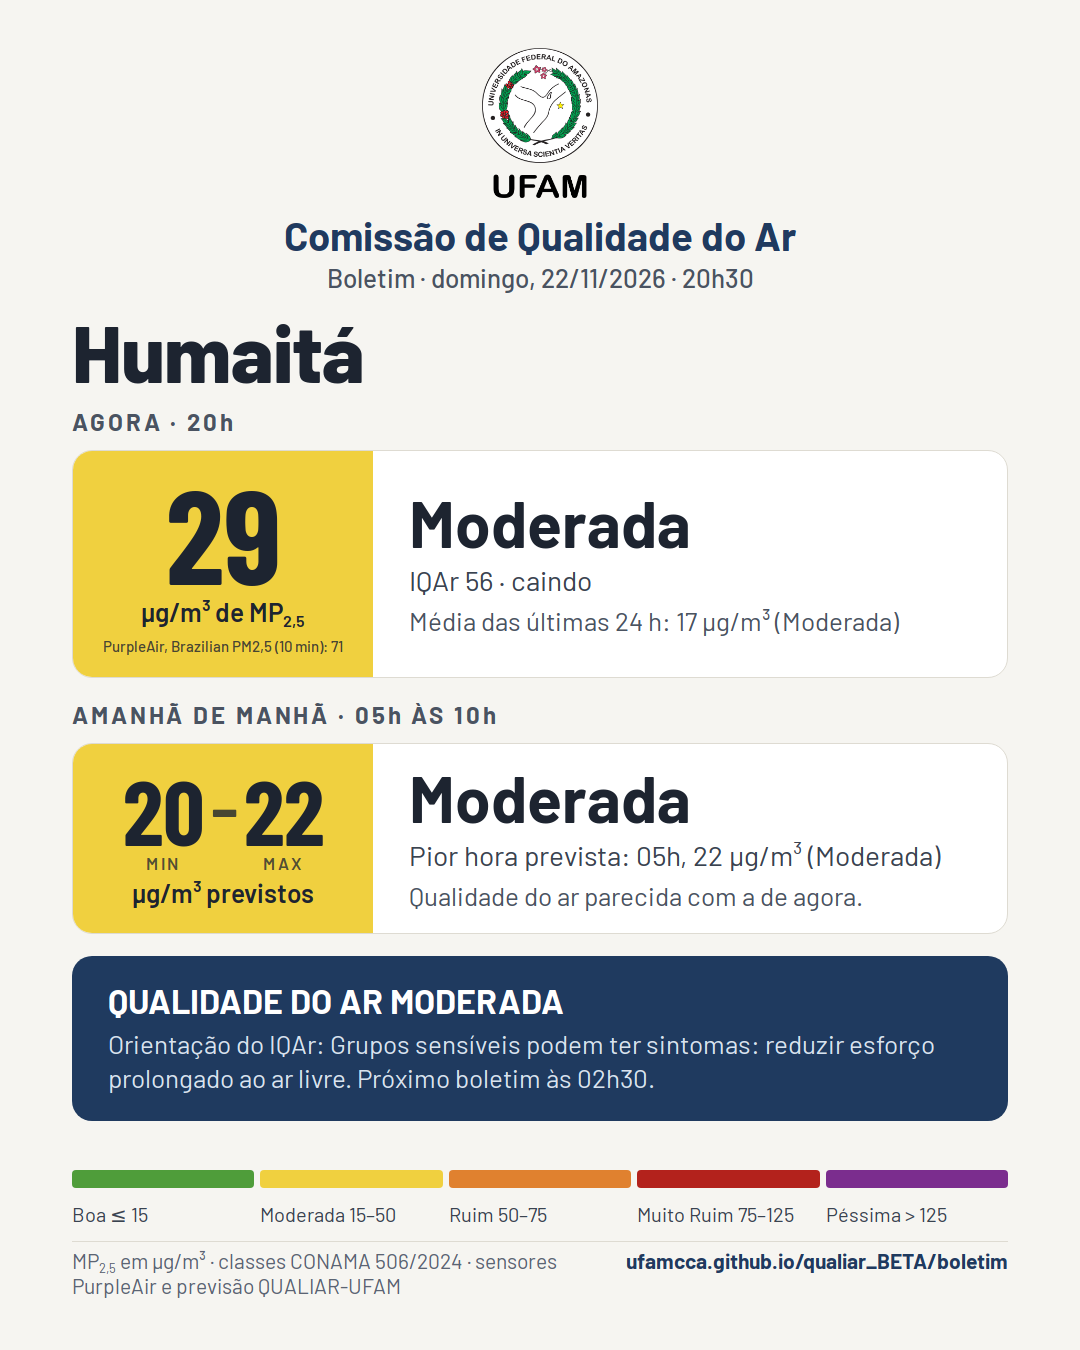 UNIVERSIDADE FEDERAL DO AMAZONAS
IN UNIVERSA SCIENTIA VERITAS
UFAM
Comissão de Qualidade do Ar
Boletim · domingo, 22/11/2026 · 20h30
Humaitá
AGORA · 20h
29
µg/m³ de MP2,5
PurpleAir, Brazilian PM2,5 (10 min): 71
Moderada
IQAr 56 · caindo
Média das últimas 24 h: 17 µg/m³ (Moderada)
AMANHÃ DE MANHÃ · 05h ÀS 10h
20 – 22
MIN MAX
µg/m³ previstos
Moderada
Pior hora prevista: 05h, 22 µg/m³ (Moderada)
Qualidade do ar parecida com a de agora.
QUALIDADE DO AR MODERADA
Orientação do IQAr: Grupos sensíveis podem ter sintomas: reduzir esforço
prolongado ao ar livre. Próximo boletim às 02h30.
Boa ≤ 15 Moderada 15–50 Ruim 50–75 Muito Ruim 75–125 Péssima > 125
MP2,5 em µg/m³ · classes CONAMA 506/2024 · sensores
PurpleAir e previsão QUALIAR-UFAM
ufamcca.github.io/qualiar_BETA/boletim